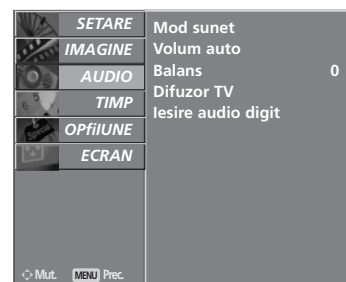 SETARE
IMAGINE
AUDIO
TIMP
OPfiIUNE
ECRAN
Mod sunet
Volum auto
Balans 0
Difuzor TV
Iesire audio digit
Mut. MENU Prec.